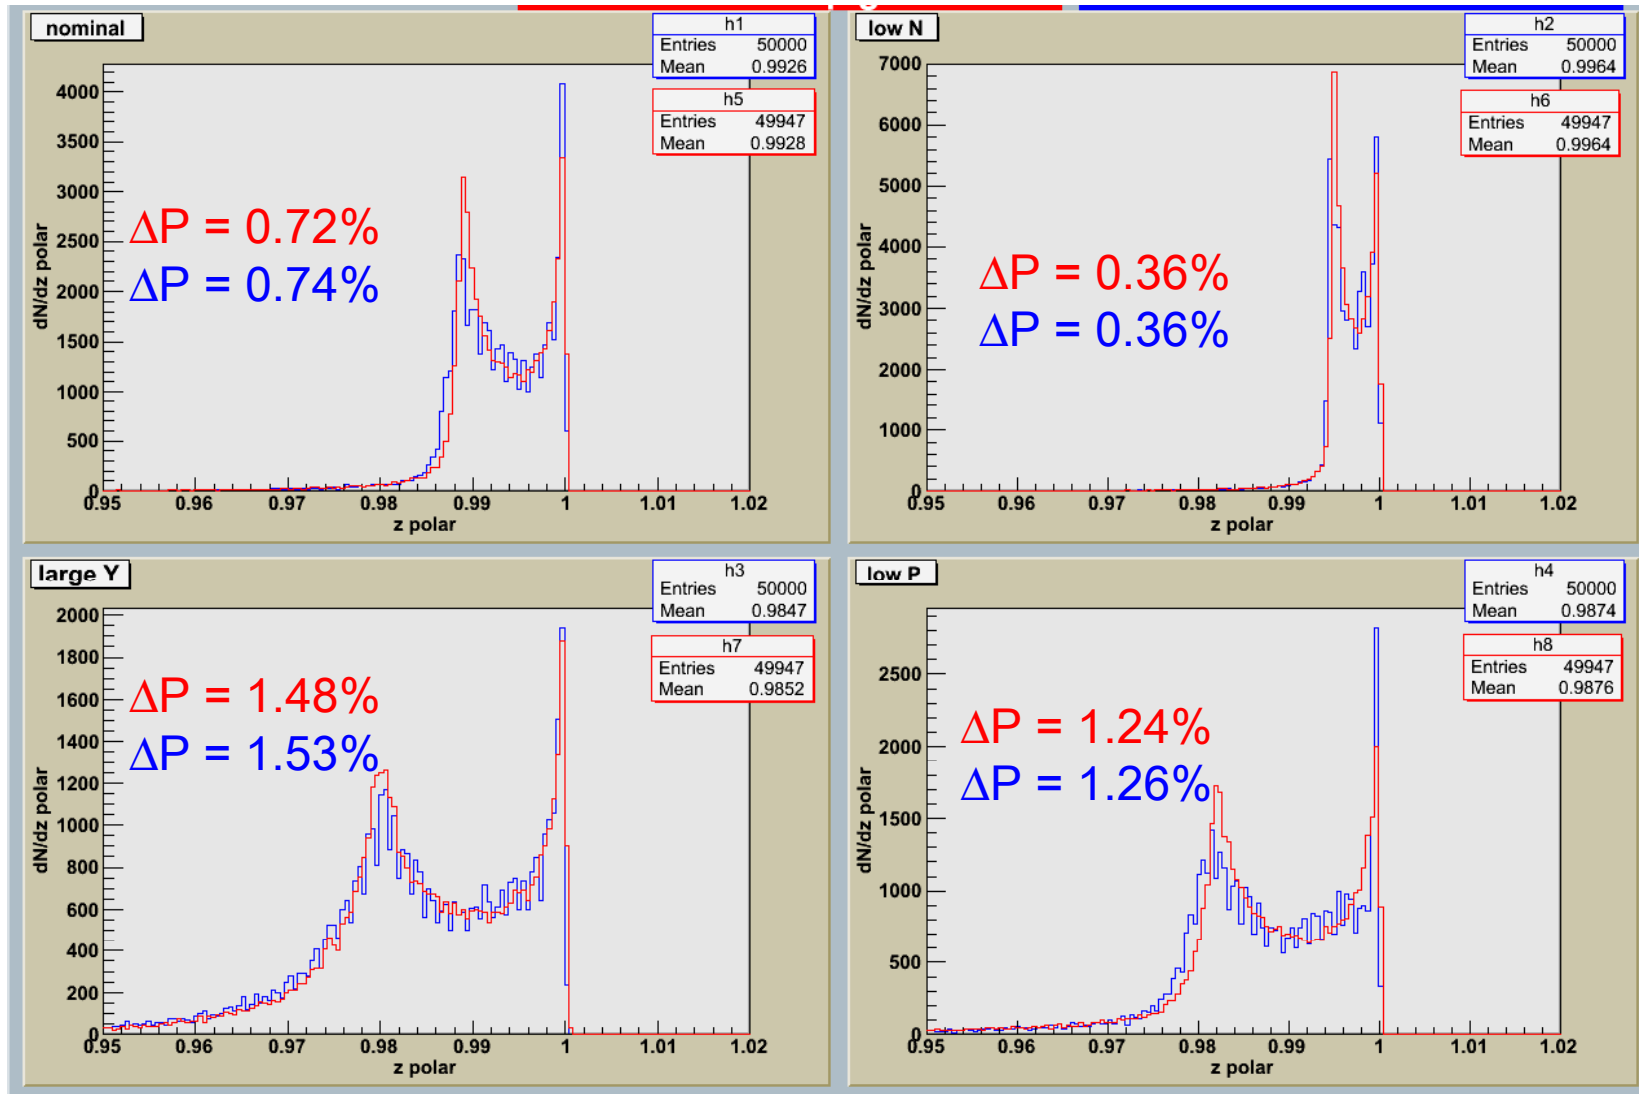 nominal
h1
Entries 50000
Mean 0.9926
h5
Entries 49947
Mean 0.9928
4000
3500
3000
2500
2000
1500
1000
500
0
dN/dz polar
ΔP = 0.72%
ΔP = 0.74%
0.95 0.96 0.97 0.98 0.99 1 1.01 1.02
z polar
low N
h2
Entries 50000
Mean 0.9964
h6
Entries 49947
Mean 0.9964
7000
6000
5000
4000
3000
2000
1000
0
dN/dz polar
ΔP = 0.36%
ΔP = 0.36%
0.95 0.96 0.97 0.98 0.99 1 1.01 1.02
z polar
large Y
h3
Entries 50000
Mean 0.9847
h7
Entries 49947
Mean 0.9852
2000
1800
1600
1400
1200
1000
800
600
400
200
0
dN/dz polar
ΔP = 1.48%
ΔP = 1.53%
0.95 0.96 0.97 0.98 0.99 1 1.01 1.02
z polar
low P
h4
Entries 50000
Mean 0.9874
h8
Entries 49947
Mean 0.9876
2500
2000
1500
1000
500
0
dN/dz polar
ΔP = 1.24%
ΔP = 1.26%
0.95 0.96 0.97 0.98 0.99 1 1.01 1.02
z polar